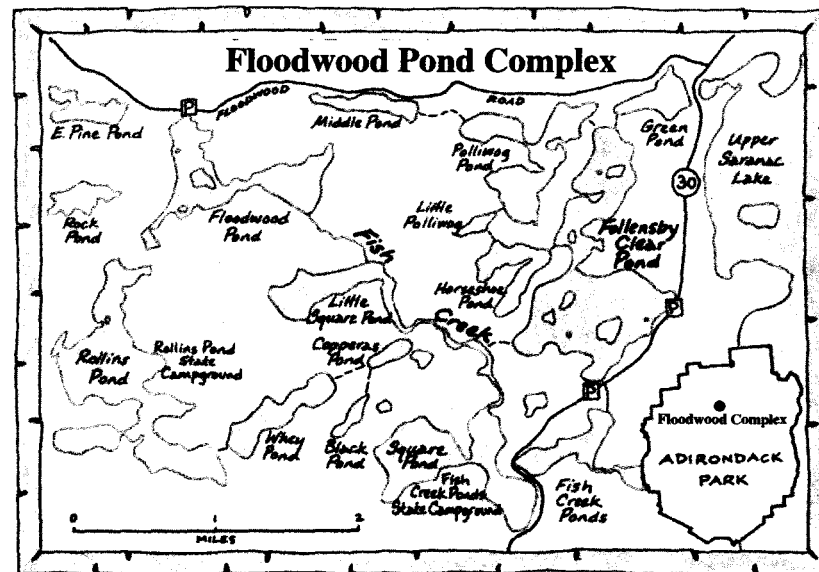 Floodwood Pond Complex
P
FLOODWOOD
ROAD
E. Pine Pond
Middle Pond
Polliwog
Pond
Green
Pond
Upper
Saranac
Lake
30
Rock
Pond
Floodwood
Pond
Little
Polliwog
Follensby
Clear
Pond
Fish
Creek
Horseshoe
Pond
Little
Square Pond
P
Rollins
Pond
Rollins Pond
State
Campground
Copperas
Pond
P
Whey
Pond
Black
Pond
Square
Pond
Fish
Creek Ponds
State Campground
Fish
Creek
Ponds
Floodwood Complex
ADIRONDACK
PARK
0 1 2
MILES